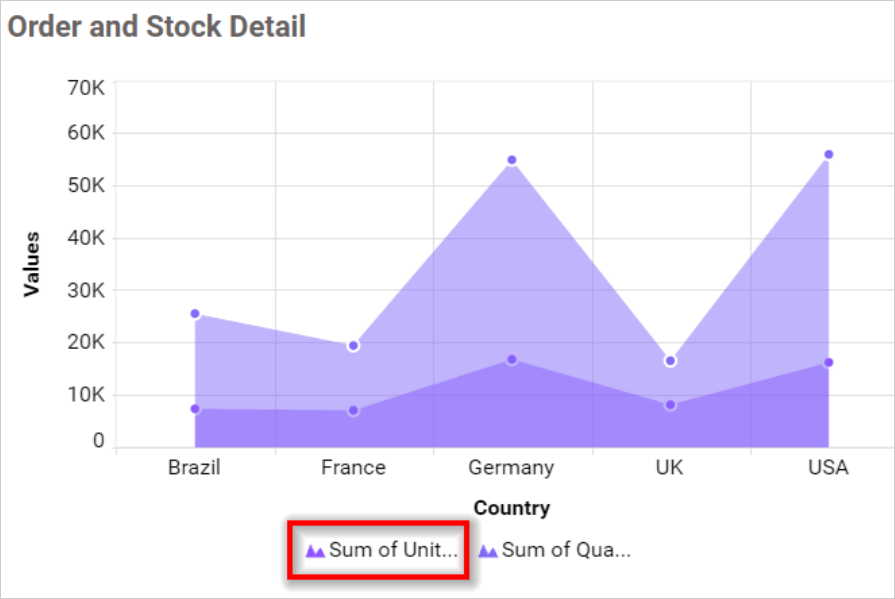 Order and Stock Detail
70K
60K
50K
40K
30K
20K
10K
0
Values
Brazil France Germany UK USA
Country
Sum of Unit... Sum of Qua...